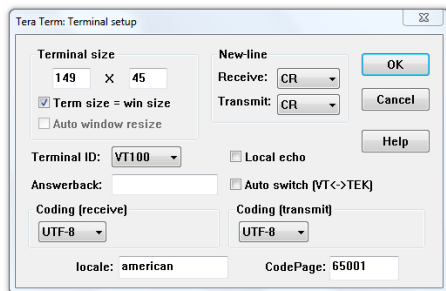 Tera Term: Terminal setup
Terminal size
149 X 45
Term size = win size
Auto window resize
New-line
Receive: CR
Transmit: CR
OK
Cancel
Help
Terminal ID: VT100
Local echo
Answerback:
Auto switch (VT<->TEK)
Coding (receive)
UTF-8
Coding (transmit)
UTF-8
locale: american
CodePage: 65001